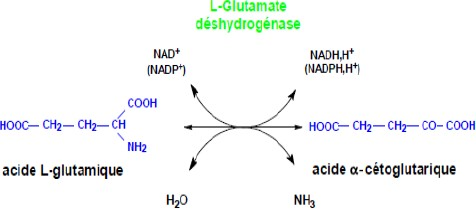 L-Glutamate
déshydrogénase
NAD⁺
(NADP⁺)
NADH,H⁺
(NADPH,H⁺)
COOH
HOOC — CH₂ — CH₂ — CH
NH₂
HOOC — CH₂ — CH₂ — CO — COOH
acide L-glutamique
acide α-cétoglutarique
H₂O
NH₃